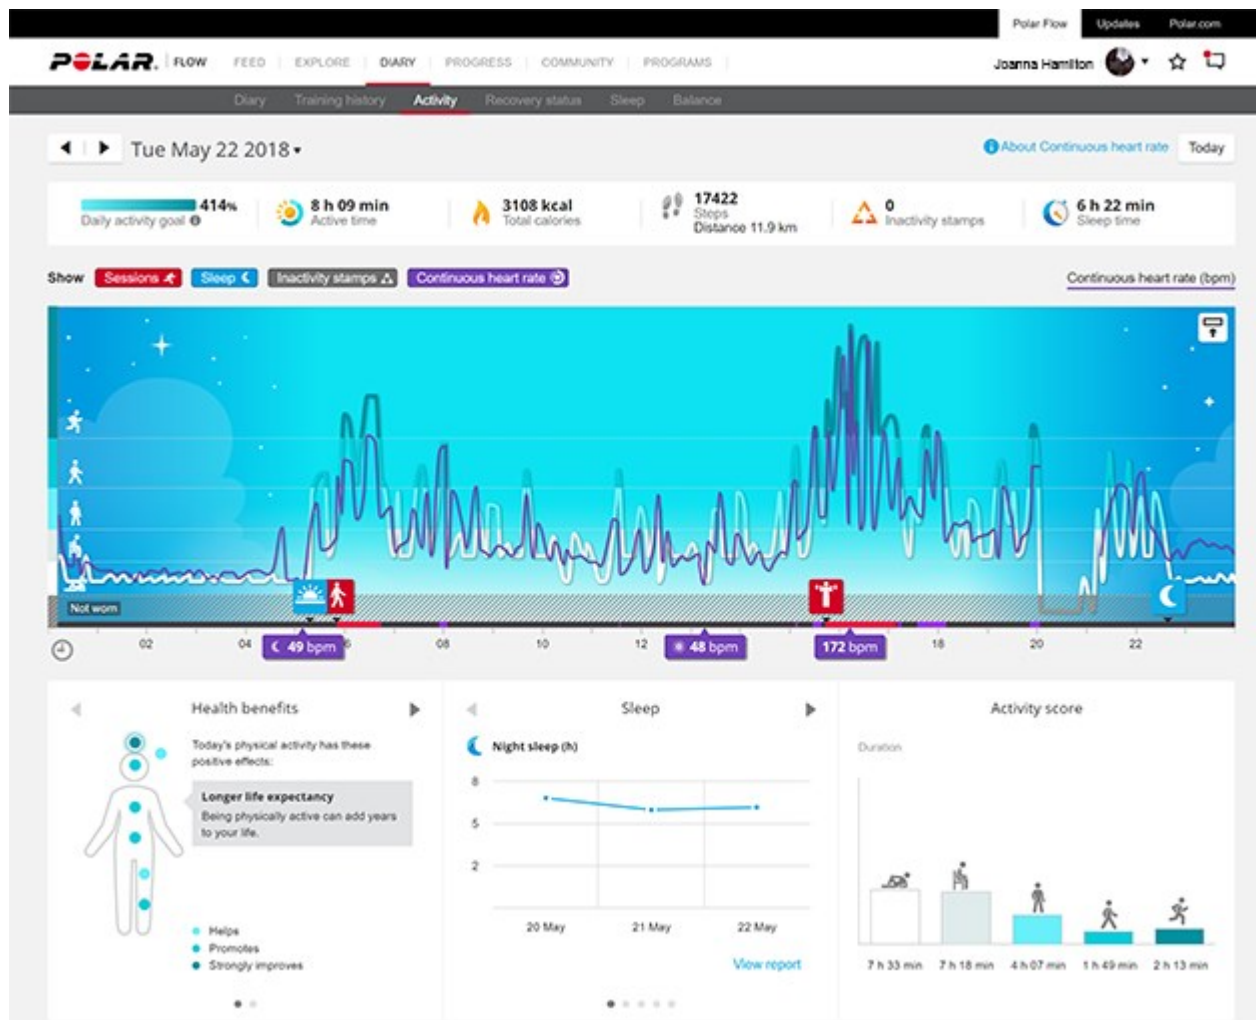 Polar Flow Updates Polar.com
POLAR. FLOW FEED EXPLORE DIARY PROGRESS COMMUNITY PROGRAMS Joanna Hamilton
Diary Training history Activity Recovery status Sleep Balance
Tue May 22 2018 About Continuous heart rate Today
414%
Daily activity goal
8 h 09 min
Active time
3108 kcal
Total calories
17422
Steps
Distance 11.9 km
0
Inactivity stamps
6 h 22 min
Sleep time
Show Sessions Sleep Inactivity stamps Continuous heart rate Continuous heart rate (bpm)
Not worn
02 04 6 08 10 12 18 20 22
49 bpm 48 bpm 172 bpm
Health benefits
Today's physical activity has these
positive effects:
Longer life expectancy
Being physically active can add years
to your life.
Helps
Promotes
Strongly improves
Sleep
Night sleep (h)
8
5
2
20 May 21 May 22 May
View report
Activity score
Duration
7 h 33 min 7 h 18 min 4 h 07 min 1 h 49 min 2 h 13 min